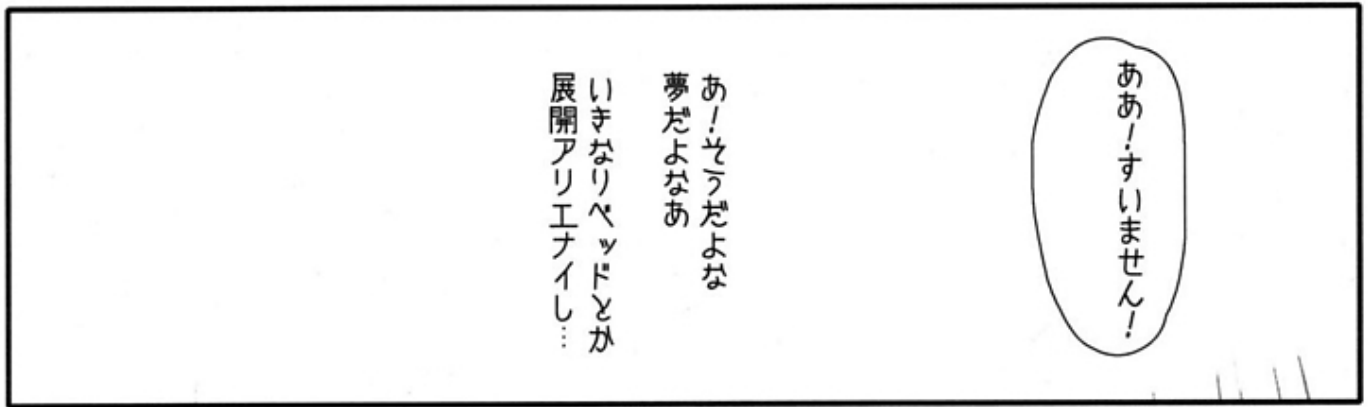 ああ!すいません!
あ!そうだよな
夢だよなあ
いきなりベッドとか
展開アリエナイし…